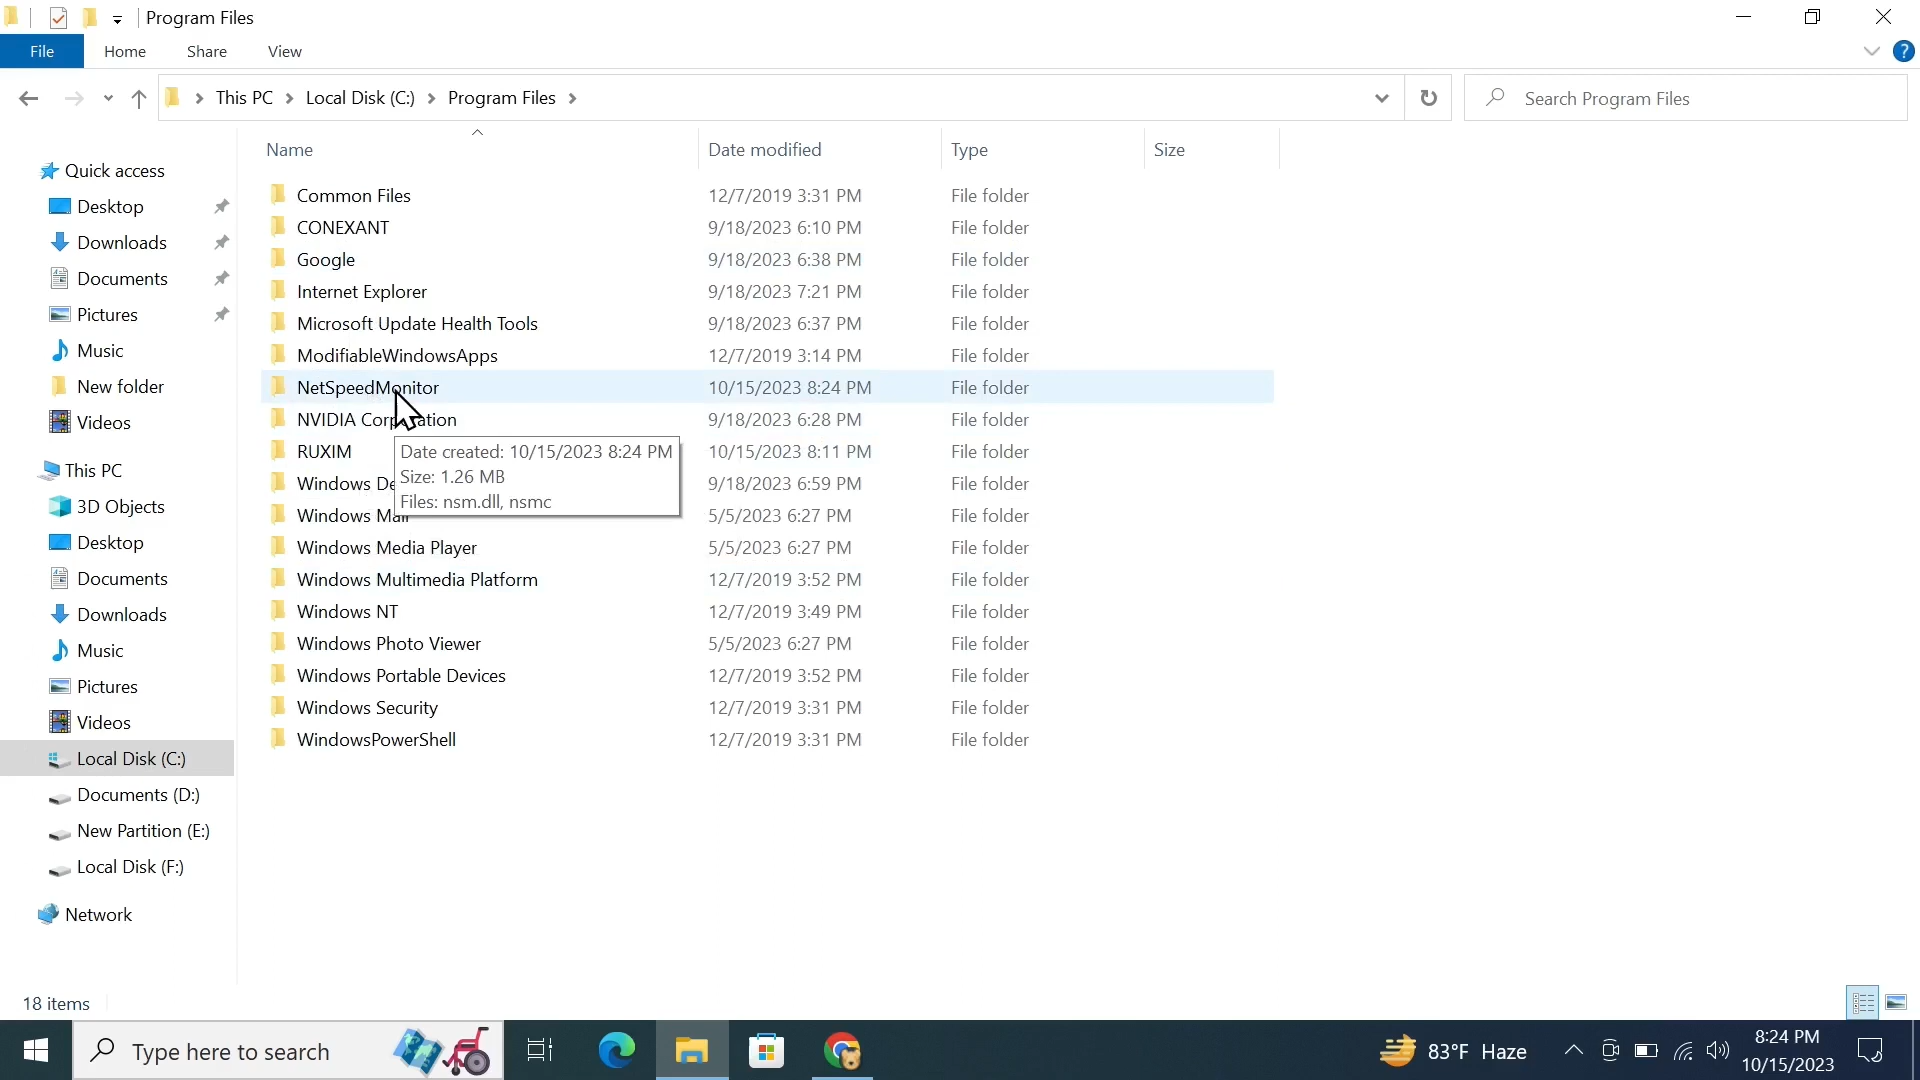 Program Files
File Home Share View
?
This PC Local Disk (C:) Program Files
Search Program Files
Name Date modified Type Size
Quick access
Desktop
Downloads
Documents
Pictures
Music
New folder
Videos
This PC
3D Objects
Desktop
Documents
Downloads
Music
Pictures
Videos
Local Disk (C:)
Documents (D:)
New Partition (E:)
Local Disk (F:)
Network
Common Files 12/7/2019 3:31 PM File folder
CONEXANT 9/18/2023 6:10 PM File folder
Google 9/18/2023 6:38 PM File folder
Internet Explorer 9/18/2023 7:21 PM File folder
Microsoft Update Health Tools 9/18/2023 6:37 PM File folder
ModifiableWindowsApps 12/7/2019 3:14 PM File folder
NetSpeedMonitor 10/15/2023 8:24 PM File folder
NVIDIA Corporation 9/18/2023 6:28 PM File folder
RUXIM 10/15/2023 8:11 PM File folder
Windows De 9/18/2023 6:59 PM File folder
Windows Mail 5/5/2023 6:27 PM File folder
Windows Media Player 5/5/2023 6:27 PM File folder
Windows Multimedia Platform 12/7/2019 3:52 PM File folder
Windows NT 12/7/2019 3:49 PM File folder
Windows Photo Viewer 5/5/2023 6:27 PM File folder
Windows Portable Devices 12/7/2019 3:52 PM File folder
Windows Security 12/7/2019 3:31 PM File folder
WindowsPowerShell 12/7/2019 3:31 PM File folder
Date created: 10/15/2023 8:24 PM
Size: 1.26 MB
Files: nsm.dll, nsmc
18 items
Type here to search
83°F Haze
8:24 PM
10/15/2023